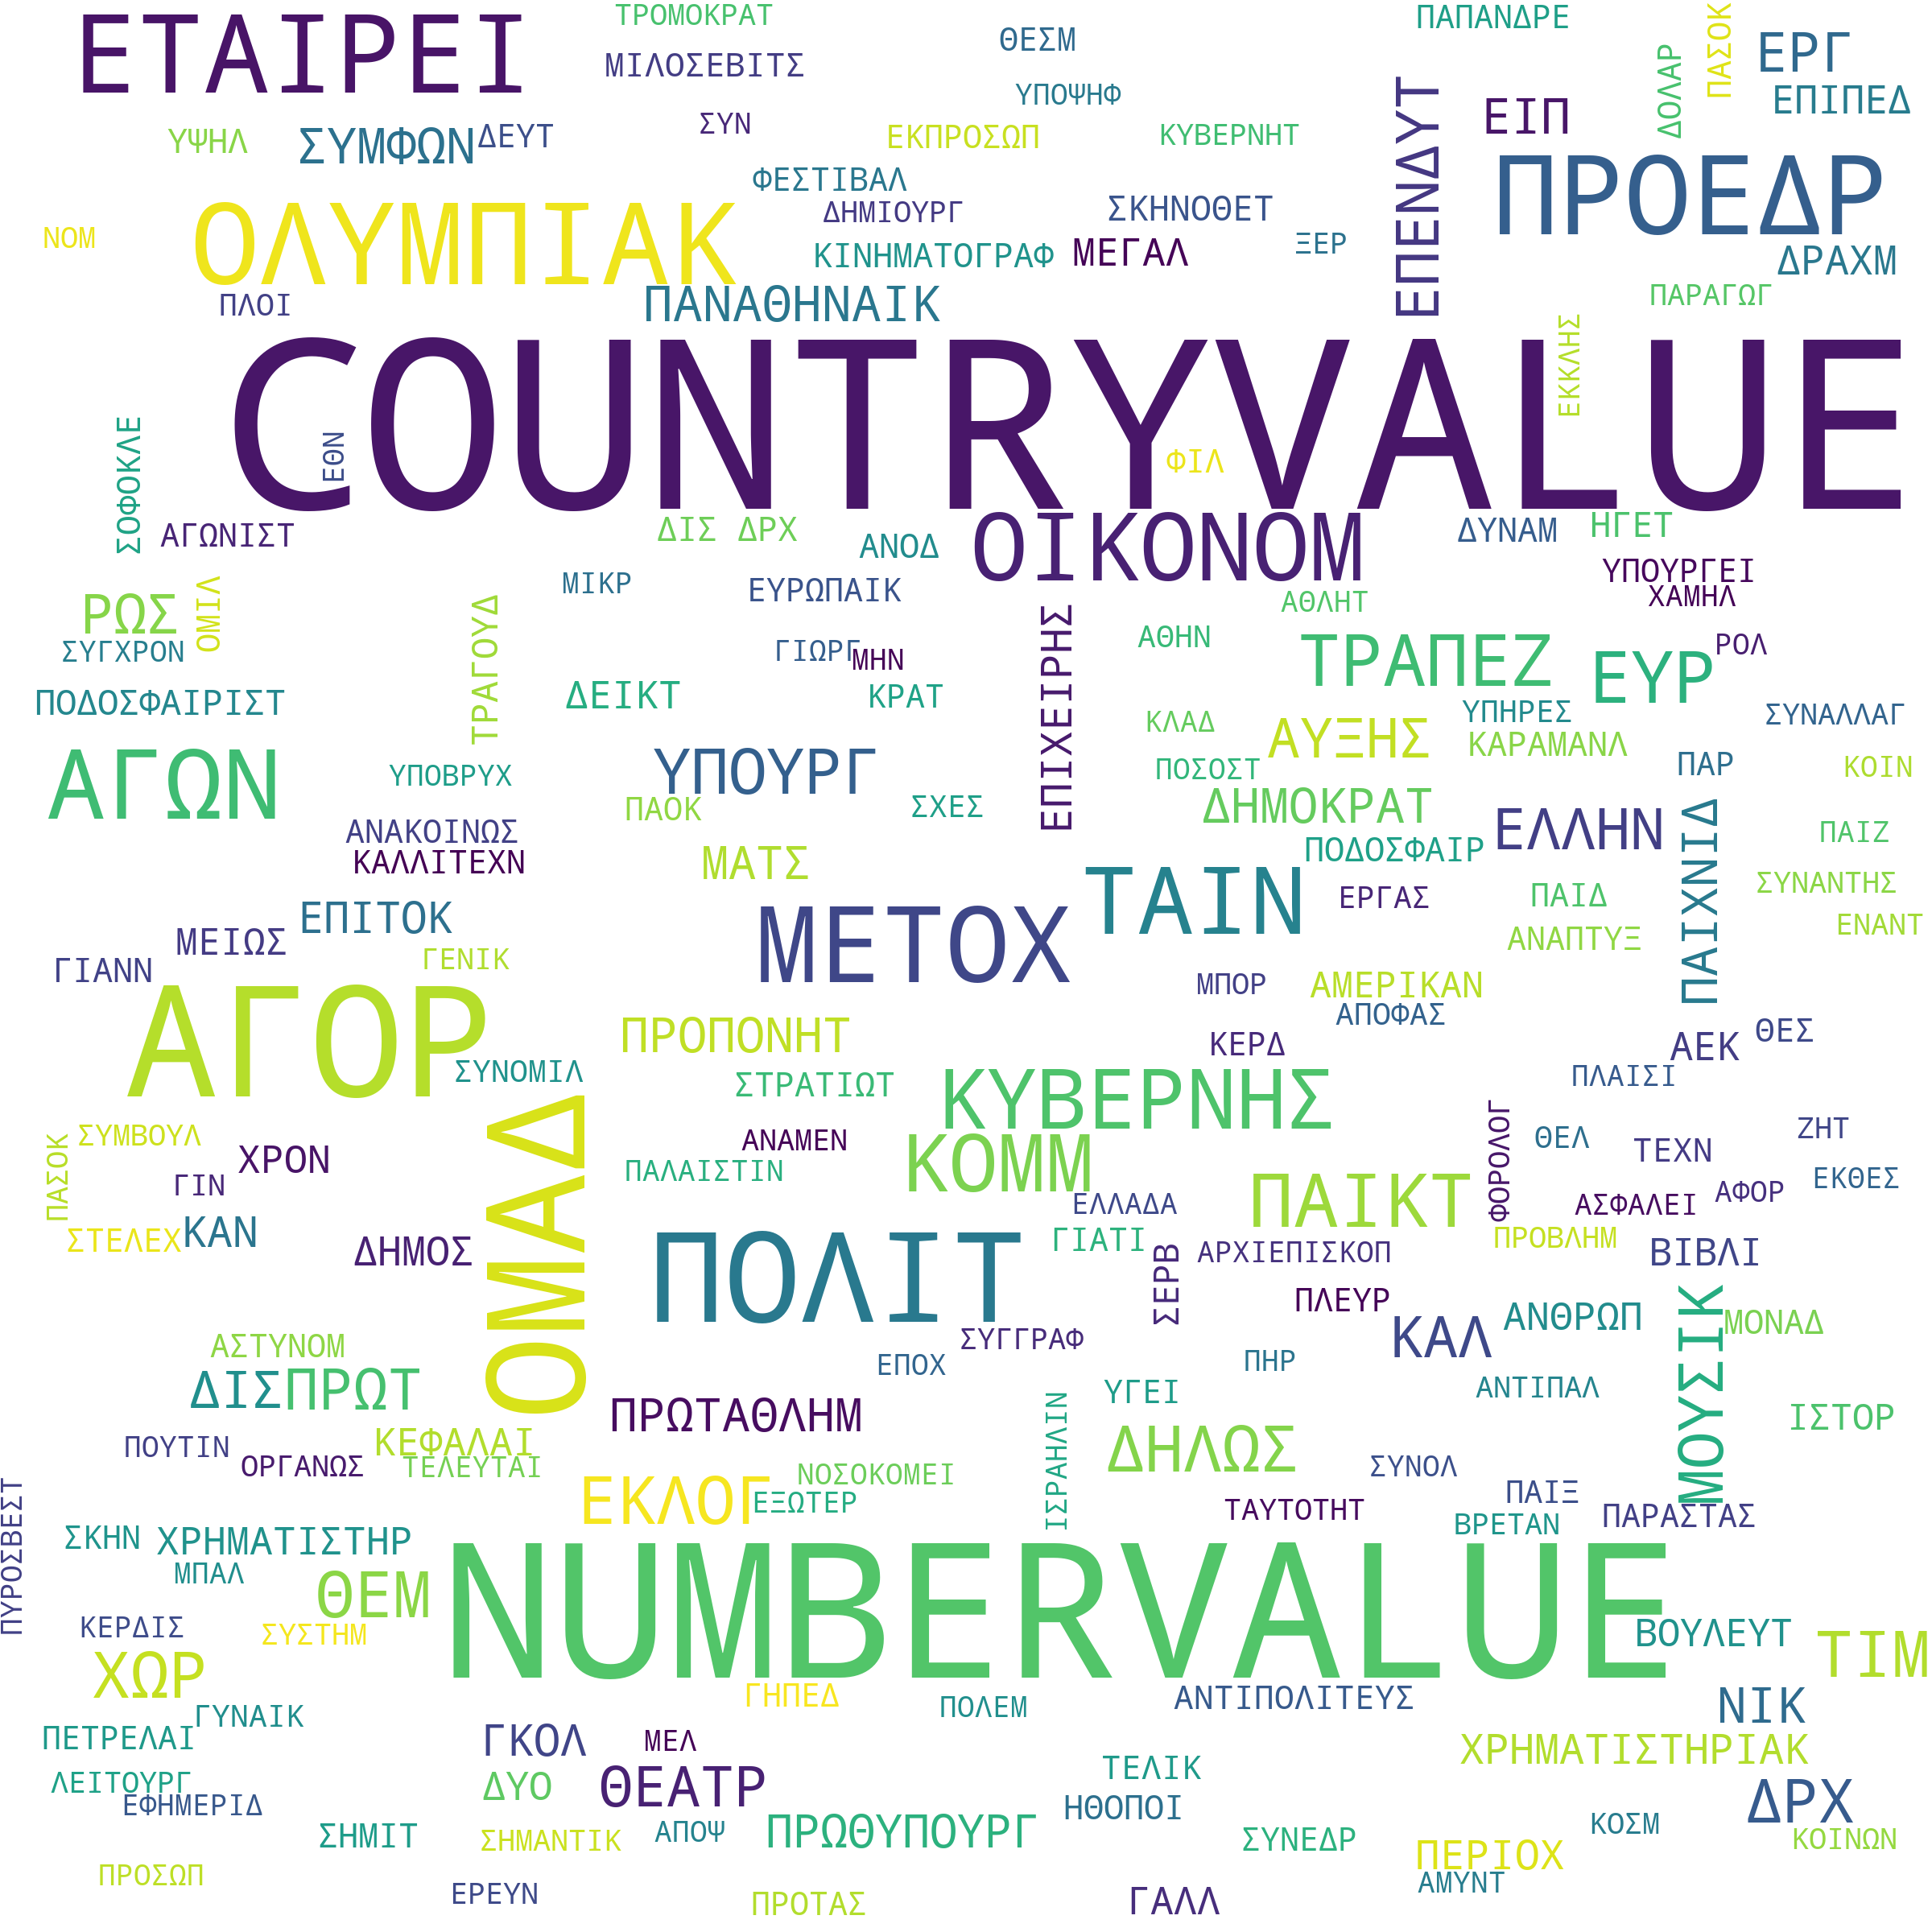 ΤΡΟΜΟΚΡΑΤ
ΠΑΠΑΝΔΡΕ
ΠΑΣΟΚ
ΕΤΑΙΡΕΙ
ΘΕΣΜ
ΕΡΓ
ΜΙΛΟΣΕΒΙΤΣ
ΔΟΛΑΡ
ΥΠΟΨΗΦ
ΕΠΙΠΕΔ
ΕΙΠ
ΣΥΝ
ΥΨΗΛ
ΣΥΜΦΩΝ
ΔΕΥΤ
ΕΚΠΡΟΣΩΠ
ΚΥΒΕΡΝΗΤ
ΕΠΕΝΔΥΤ
ΠΡΟΕΔΡ
ΦΕΣΤΙΒΑΛ
ΔΗΜΙΟΥΡΓ
ΣΚΗΝΟΘΕΤ
ΝΟΜ
ΟΛΥΜΠΙΑΚ
ΚΙΝΗΜΑΤΟΓΡΑΦ
ΜΕΓΑΛ
ΞΕΡ
ΔΡΑΧΜ
ΠΛΟΙ
ΠΑΝΑΘΗΝΑΙΚ
ΠΑΡΑΓΩΓ
ΕΚΚΛΗΣ
COUNTRYVALUE
ΕΘΝ
ΦΙΛ
ΣΟΦΟΚΛΕ
ΑΓΩΝΙΣΤ
ΔΙΣ ΔΡΧ
ΑΝΟΔ
ΟΙΚΟΝΟΜ
ΔΥΝΑΜ
ΗΓΕΤ
ΥΠΟΥΡΓΕΙ
ΜΙΚΡ
ΕΥΡΩΠΑΙΚ
ΑΘΛΗΤ
ΧΑΜΗΛ
ΡΩΣ
ΟΜΙΛ
ΣΥΓΧΡΟΝ
ΤΡΑΓΟΥΔ
ΓΙΩΡΓ
ΜΗΝ
ΕΠΙΧΕΙΡΗΣ
ΑΘΗΝ
ΤΡΑΠΕΖ
ΕΥΡ
ΡΟΛ
ΠΟΔΟΣΦΑΙΡΙΣΤ
ΔΕΙΚΤ
ΚΡΑΤ
ΚΛΑΔ
ΑΥΞΗΣ
ΥΠΗΡΕΣ
ΣΥΝΑΛΛΑΓ
ΚΑΡΑΜΑΝΛ
ΑΓΩΝ
ΥΠΟΒΡΥΧ
ΥΠΟΥΡΓ
ΠΟΣΟΣΤ
ΠΑΡ
ΚΟΙΝ
ΠΑΟΚ
ΣΧΕΣ
ΔΗΜΟΚΡΑΤ
ΕΛΛΗΝ
ΠΑΙΧΝΙΔ
ΑΝΑΚΟΙΝΩΣ
ΠΑΙΖ
ΚΑΛΛΙΤΕΧΝ
ΜΑΤΣ
ΠΟΔΟΣΦΑΙΡ
ΤΑΙΝ
ΕΡΓΑΣ
ΠΑΙΔ
ΣΥΝΑΝΤΗΣ
ΕΠΙΤΟΚ
ΕΝΑΝΤ
ΜΕΙΩΣ
ΜΕΤΟΧ
ΑΝΑΠΤΥΞ
ΓΙΑΝΝ
ΓΕΝΙΚ
ΜΠΟΡ
ΑΜΕΡΙΚΑΝ
ΑΓΟΡ
ΑΠΟΦΑΣ
ΠΡΟΠΟΝΗΤ
ΚΕΡΔ
ΑΕΚ
ΘΕΣ
ΣΥΝΟΜΙΛ
ΣΤΡΑΤΙΩΤ
ΚΥΒΕΡΝΗΣ
ΠΛΑΙΣΙ
ΟΜΑΔ
ΣΥΜΒΟΥΛ
ΑΝΑΜΕΝ
ΦΟΡΟΛΟΓ
ΘΕΛ
ΖΗΤ
ΠΑΣΟΚ
ΧΡΟΝ
ΠΑΛΑΙΣΤΙΝ
ΚΟΜΜ
ΤΕΧΝ
ΓΙΝ
ΕΛΛΑΔΑ
ΠΑΙΚΤ
ΑΣΦΑΛΕΙ
ΑΦΟΡ
ΕΚΘΕΣ
ΣΤΕΛΕΧ
ΚΑΝ
ΔΗΜΟΣ
ΠΟΛΙΤ
ΓΙΑΤΙ
ΣΕΡΒ
ΑΡΧΙΕΠΙΣΚΟΠ
ΠΡΟΒΛΗΜ
ΒΙΒΛΙ
ΠΛΕΥΡ
ΜΟΥΣΙΚ
ΑΣΤΥΝΟΜ
ΣΥΓΓΡΑΦ
ΚΑΛ
ΑΝΘΡΩΠ
ΜΟΝΑΔ
ΔΙΣ
ΠΡΩΤ
ΕΠΟΧ
ΠΗΡ
ΑΝΤΙΠΑΛ
ΥΓΕΙ
ΠΡΩΤΑΘΛΗΜ
ΙΣΡΑΗΛΙΝ
ΙΣΤΟΡ
ΠΟΥΤΙΝ
ΚΕΦΑΛΑΙ
ΔΗΛΩΣ
ΟΡΓΑΝΩΣ
ΤΕΛΕΥΤΑΙ
ΝΟΣΟΚΟΜΕΙ
ΣΥΝΟΛ
ΕΚΛΟΓ
ΕΞΩΤΕΡ
ΤΑΥΤΟΤΗΤ
ΠΑΙΞ
ΠΥΡΟΣΒΕΣΤ
ΣΚΗΝ
ΧΡΗΜΑΤΙΣΤΗΡ
ΒΡΕΤΑΝ
ΠΑΡΑΣΤΑΣ
ΜΠΑΛ
ΘΕΜ
NUMBERVALUE
ΚΕΡΔΙΣ
ΣΥΣΤΗΜ
ΒΟΥΛΕΥΤ
ΤΙΜ
ΧΩΡ
ΓΗΠΕΔ
ΠΟΛΕΜ
ΑΝΤΙΠΟΛΙΤΕΥΣ
ΝΙΚ
ΓΥΝΑΙΚ
ΠΕΤΡΕΛΑΙ
ΓΚΟΛ
ΜΕΛ
ΧΡΗΜΑΤΙΣΤΗΡΙΑΚ
ΤΕΛΙΚ
ΛΕΙΤΟΥΡΓ
ΔΥΟ
ΘΕΑΤΡ
ΕΦΗΜΕΡΙΔ
ΗΘΟΠΟΙ
ΔΡΧ
ΣΗΜΙΤ
ΣΗΜΑΝΤΙΚ
ΑΠΟΨ
ΠΡΩΘΥΠΟΥΡΓ
ΣΥΝΕΔΡ
ΚΟΣΜ
ΚΟΙΝΩΝ
ΠΕΡΙΟΧ
ΠΡΟΣΩΠ
ΑΜΥΝΤ
ΕΡΕΥΝ
ΠΡΟΤΑΣ
ΓΑΛΛ